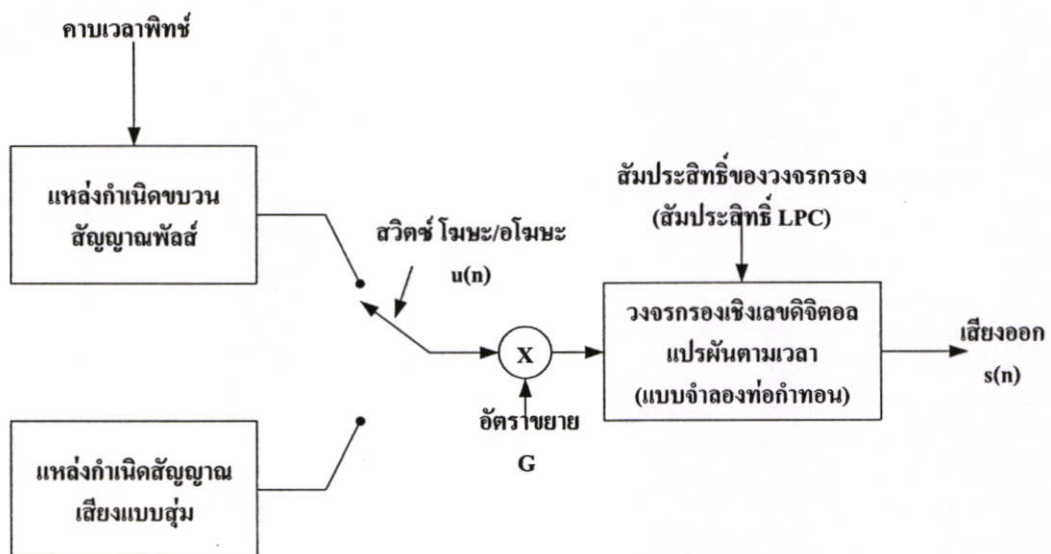 คาบเวลาพิทช์
แหล่งกำเนิดขบวน
สัญญาณพัลส์
สวิตซ์ โฆษะ/อโฆษะ
u(n)
สัมประสิทธิ์ของวงจรกรอง
(สัมประสิทธิ์ LPC)
X
อัตราขยาย
G
วงจรกรองเชิงเลขดิจิตอล
แปรผันตามเวลา
(แบบจำลองท่อกำทอน)
เสียงออก
s(n)
แหล่งกำเนิดสัญญาณ
เสียงแบบสุ่ม